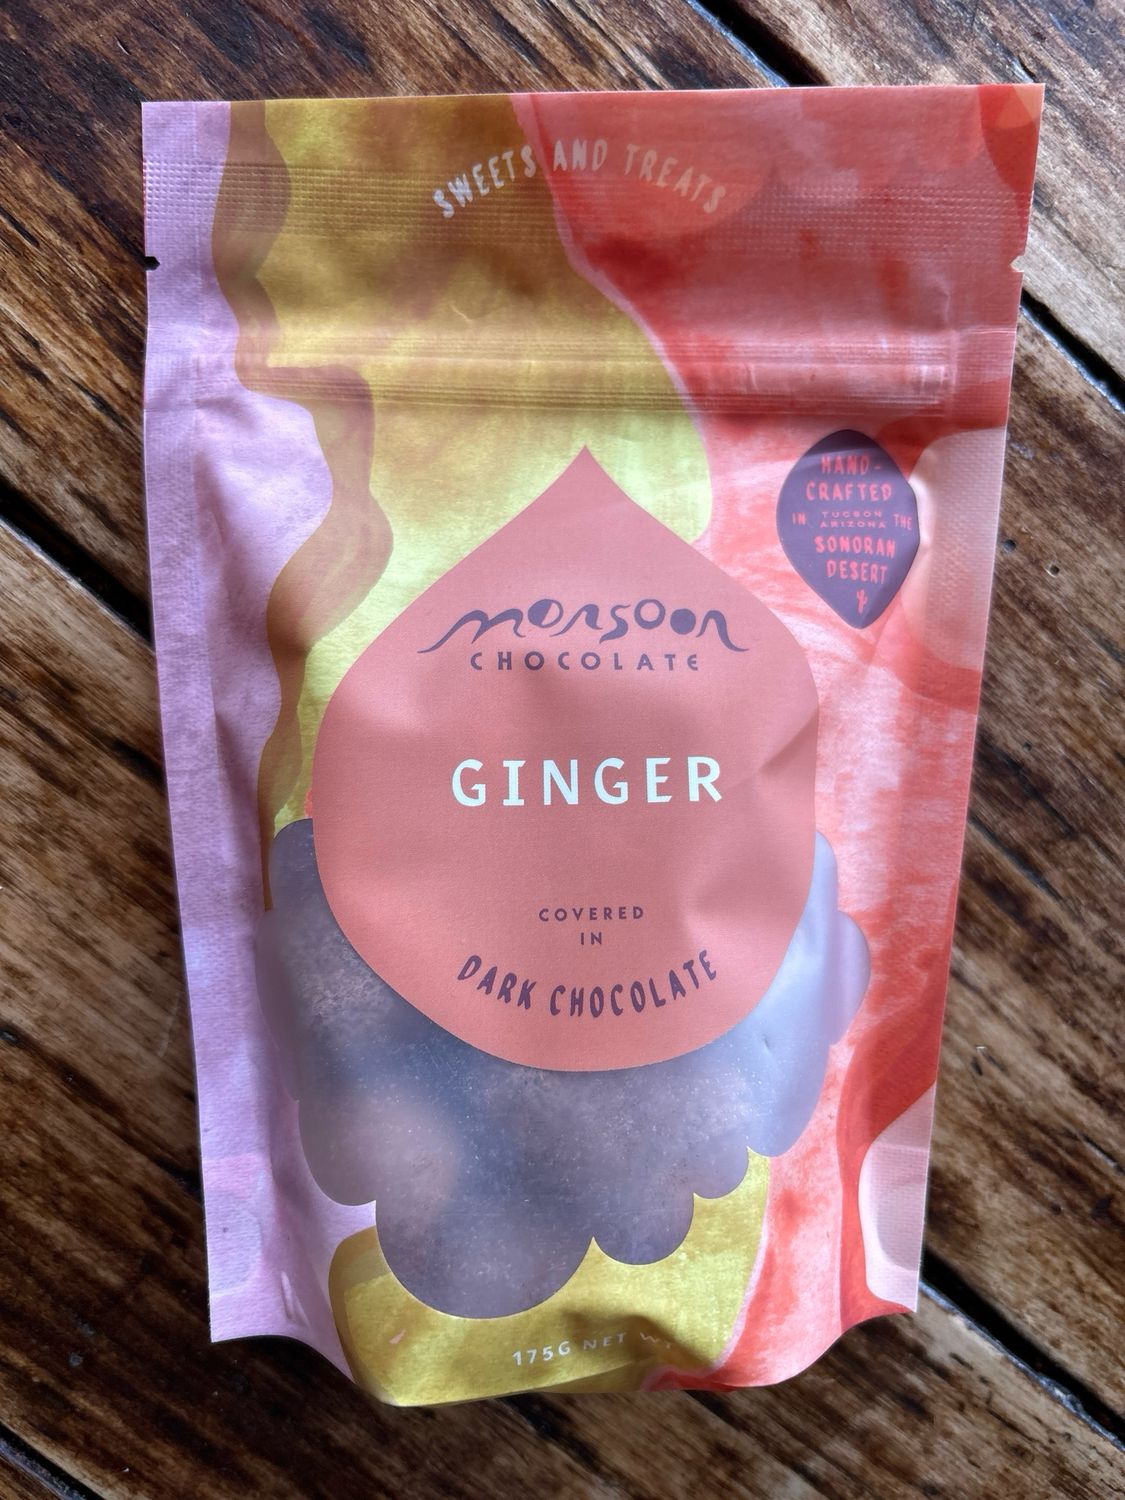 SWEETS AND TREATS
HAND-
CRAFTED
IN TUCSON THE
ARIZONA
SONORAN
DESERT
monsoon
CHOCOLATE
GINGER
COVERED
IN
DARK CHOCOLATE
175G NET